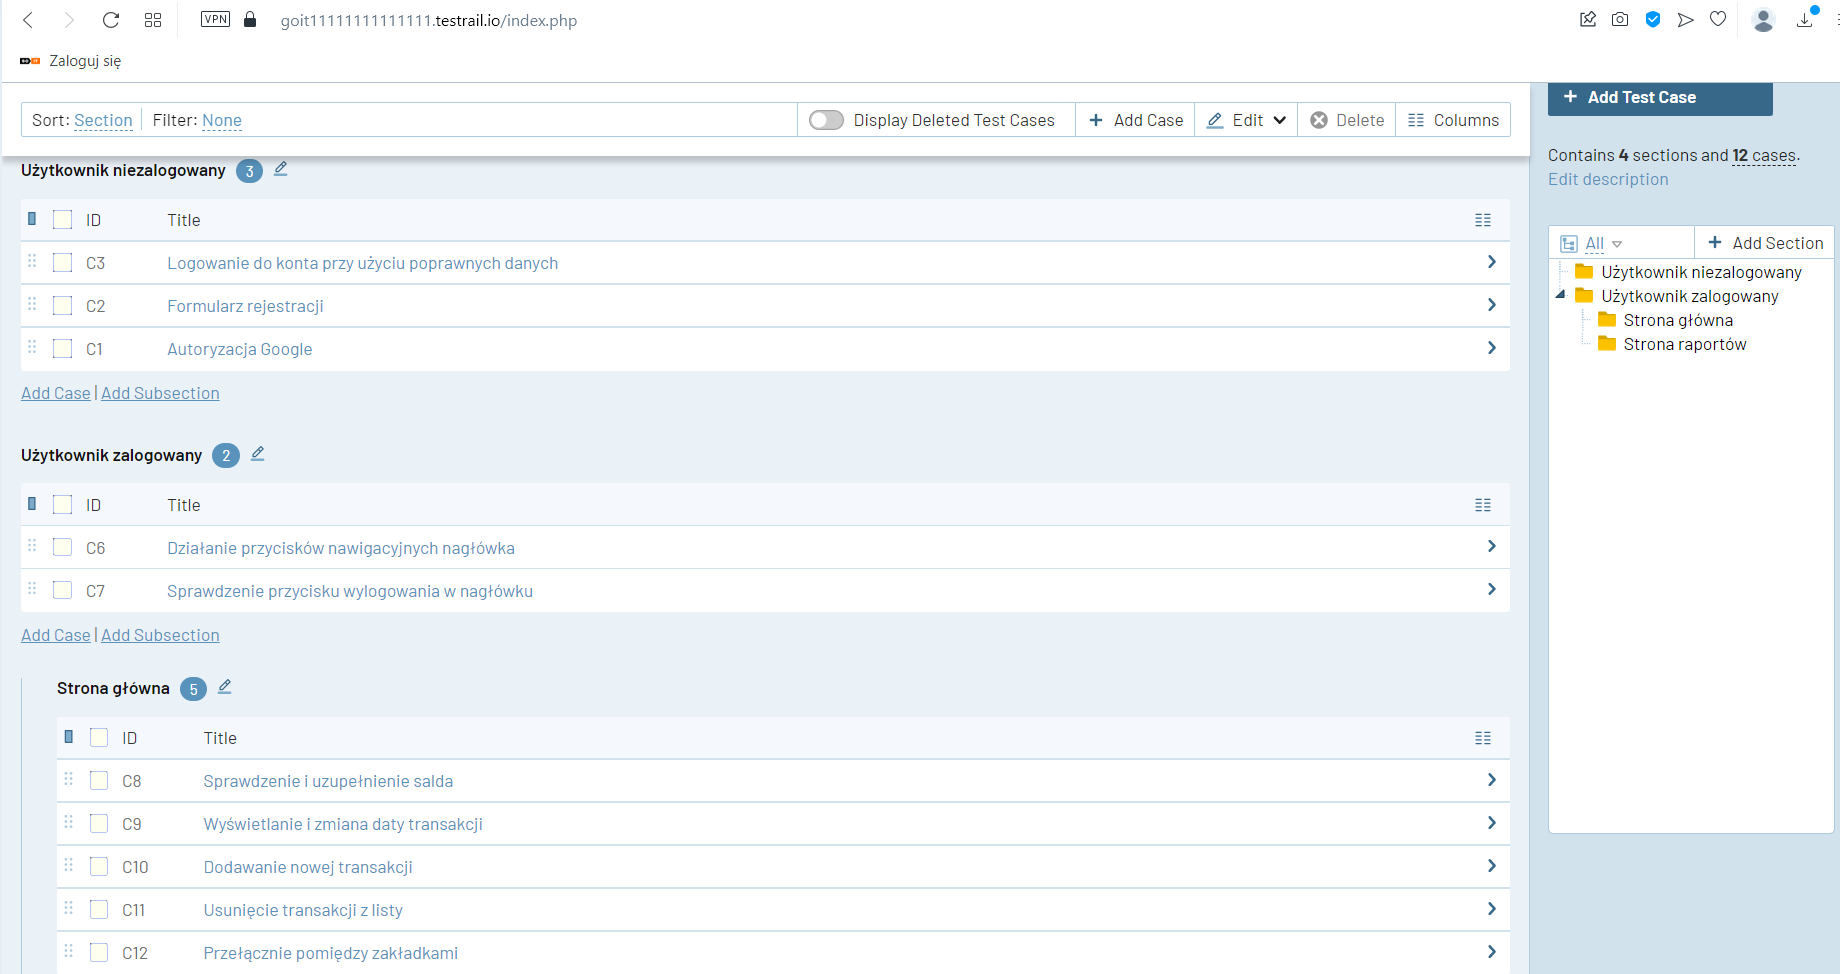 VPN goit11111111111111.testrail.io/index.php
Zaloguj się
Sort: Section Filter: None Display Deleted Test Cases Add Case Edit Delete Columns
Użytkownik niezalogowany 3
ID Title
C3 Logowanie do konta przy użyciu poprawnych danych
C2 Formularz rejestracji
C1 Autoryzacja Google
Add Case | Add Subsection
Użytkownik zalogowany 2
ID Title
C6 Działanie przycisków nawigacyjnych nagłówka
C7 Sprawdzenie przycisku wylogowania w nagłówku
Add Case | Add Subsection
Strona główna 5
ID Title
C8 Sprawdzenie i uzupełnienie salda
C9 Wyświetlanie i zmiana daty transakcji
C10 Dodawanie nowej transakcji
C11 Usunięcie transakcji z listy
C12 Przełącznie pomiędzy zakładkami
+ Add Test Case
Contains 4 sections and 12 cases.
Edit description
All + Add Section
Użytkownik niezalogowany
Użytkownik zalogowany
Strona główna
Strona raportów